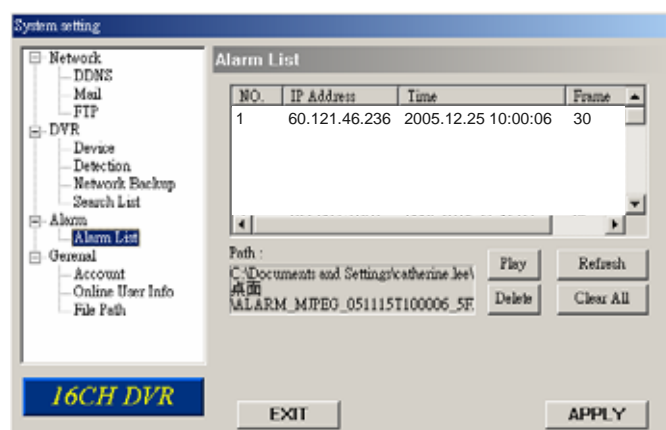 System setting
Network
DDNS
Mail
FTP
DVR
Device
Detection
Network Backup
Search List
Alarm
Alarm List
Gerenal
Account
Online User Info
File Path
16CH DVR
Alarm List
NO. IP Address Time Frame
1 60.121.46.236 2005.12.25 10:00:06 30
Path :
C:\Documents and Settings\catherine.lee\
桌面
\ALARM_MJPEG_051115T100006_5F.
Play Refresh
Delete Clear All
EXIT APPLY